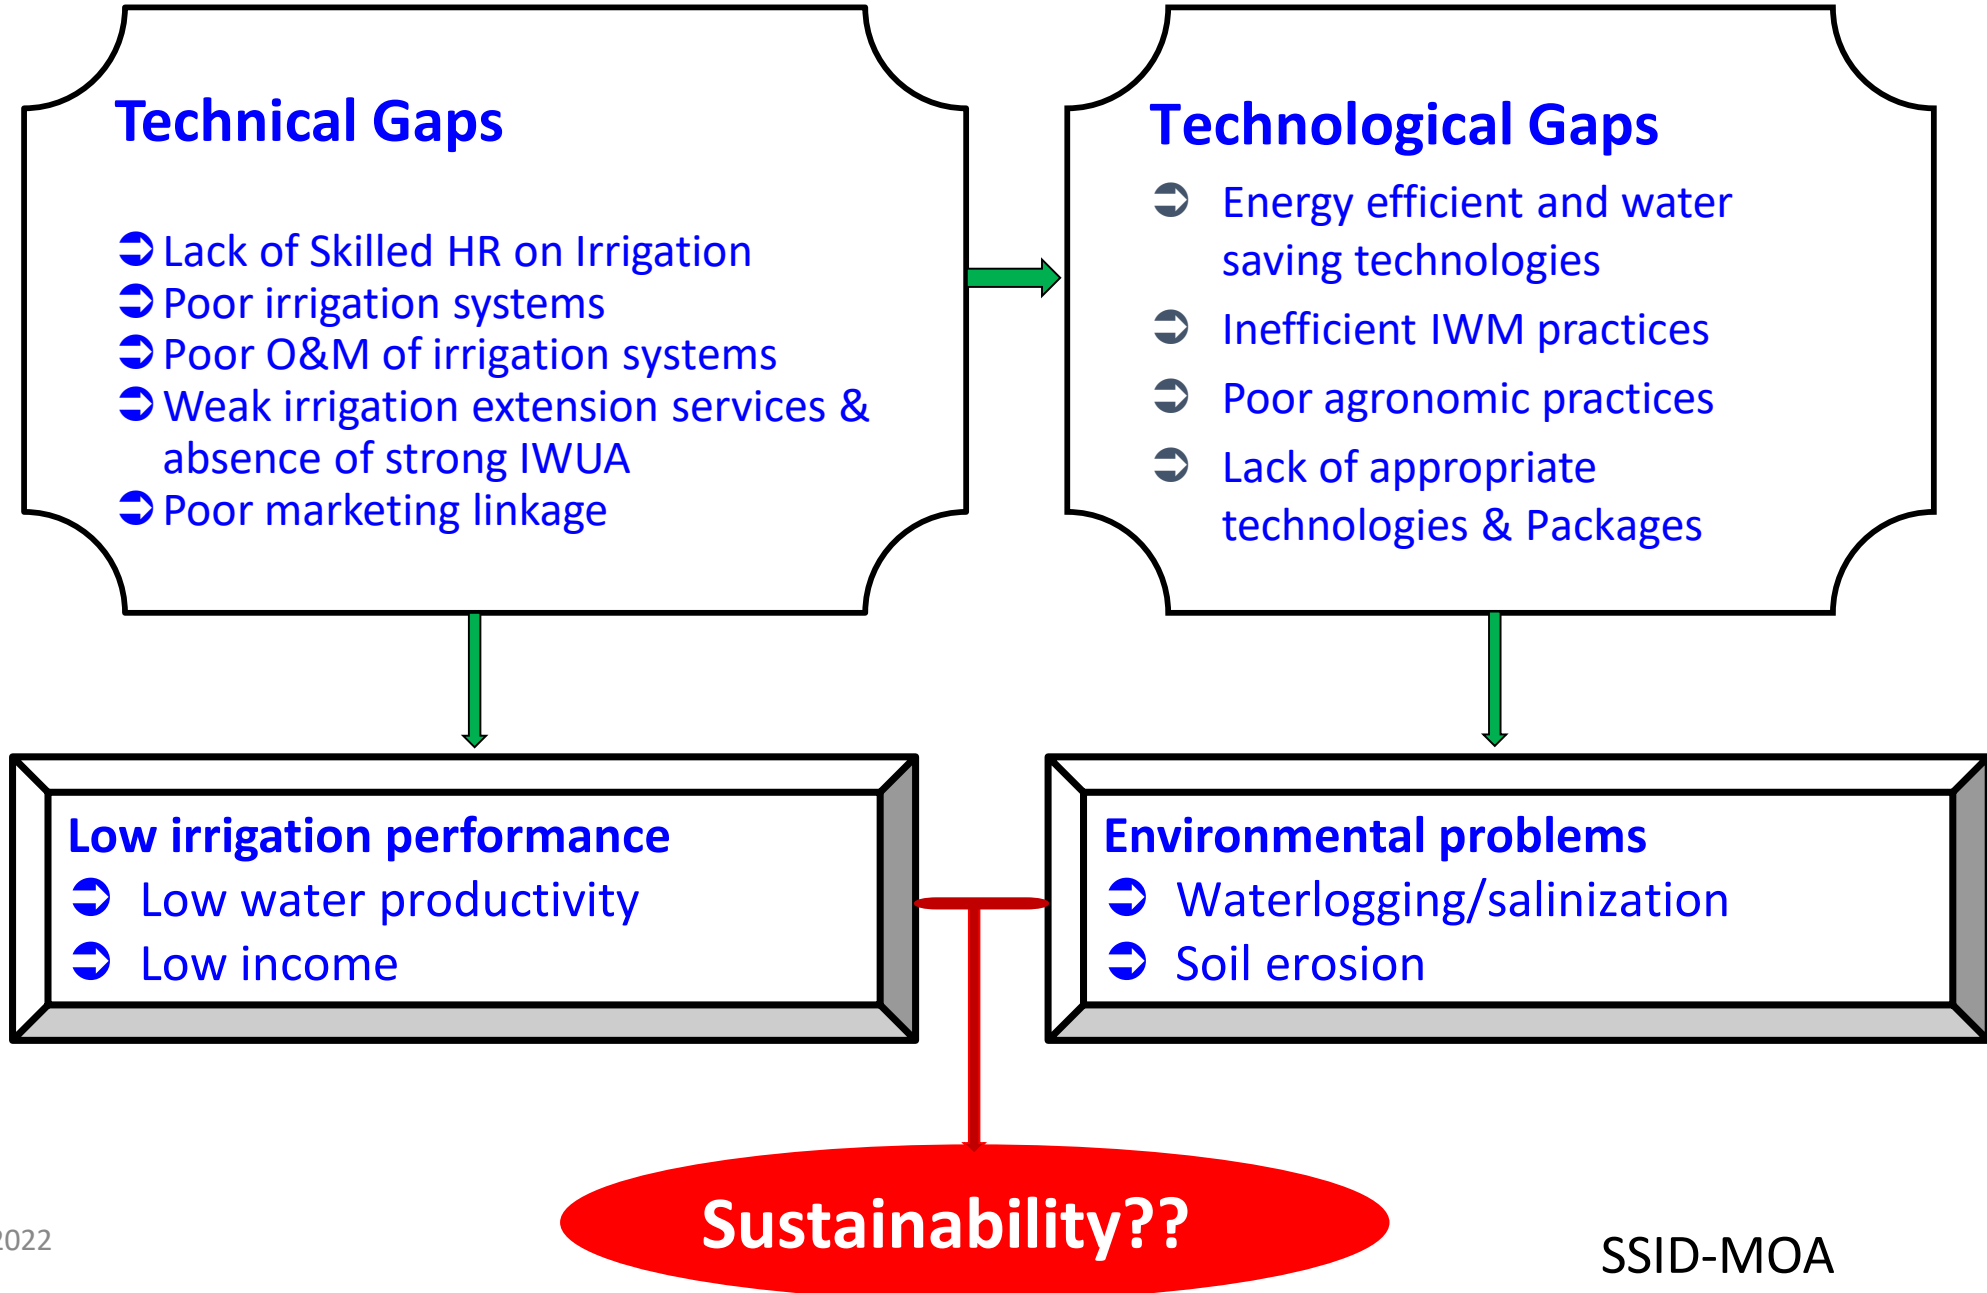 Technical Gaps
Lack of Skilled HR on Irrigation
Poor irrigation systems
Poor O&M of irrigation systems
Weak irrigation extension services &
absence of strong IWUA
Poor marketing linkage
Technological Gaps
Energy efficient and water
saving technologies
Inefficient IWM practices
Poor agronomic practices
Lack of appropriate
technologies & Packages
Low irrigation performance
Low water productivity
Low income
Environmental problems
Waterlogging/salinization
Soil erosion
Sustainability??
2022
SSID-MOA